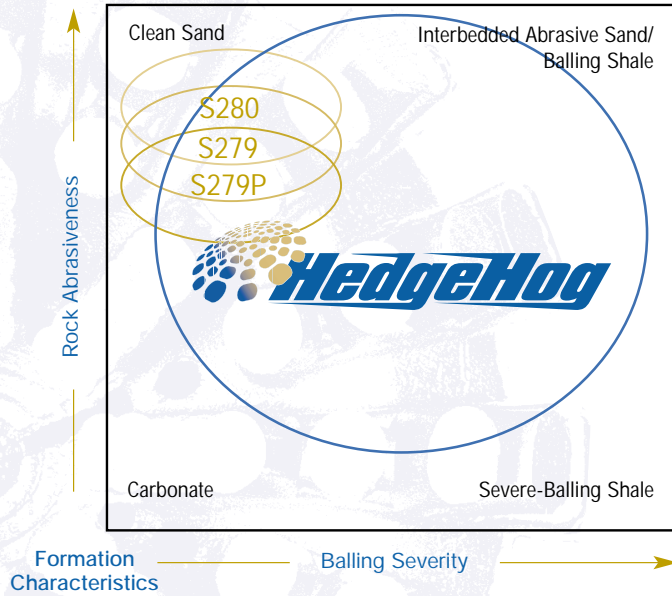 Clean Sand
Interbedded Abrasive Sand/
Balling Shale
S280
S279
S279P
HedgeHog
Rock Abrasiveness
Carbonate
Severe-Balling Shale
Formation
Characteristics
Balling Severity